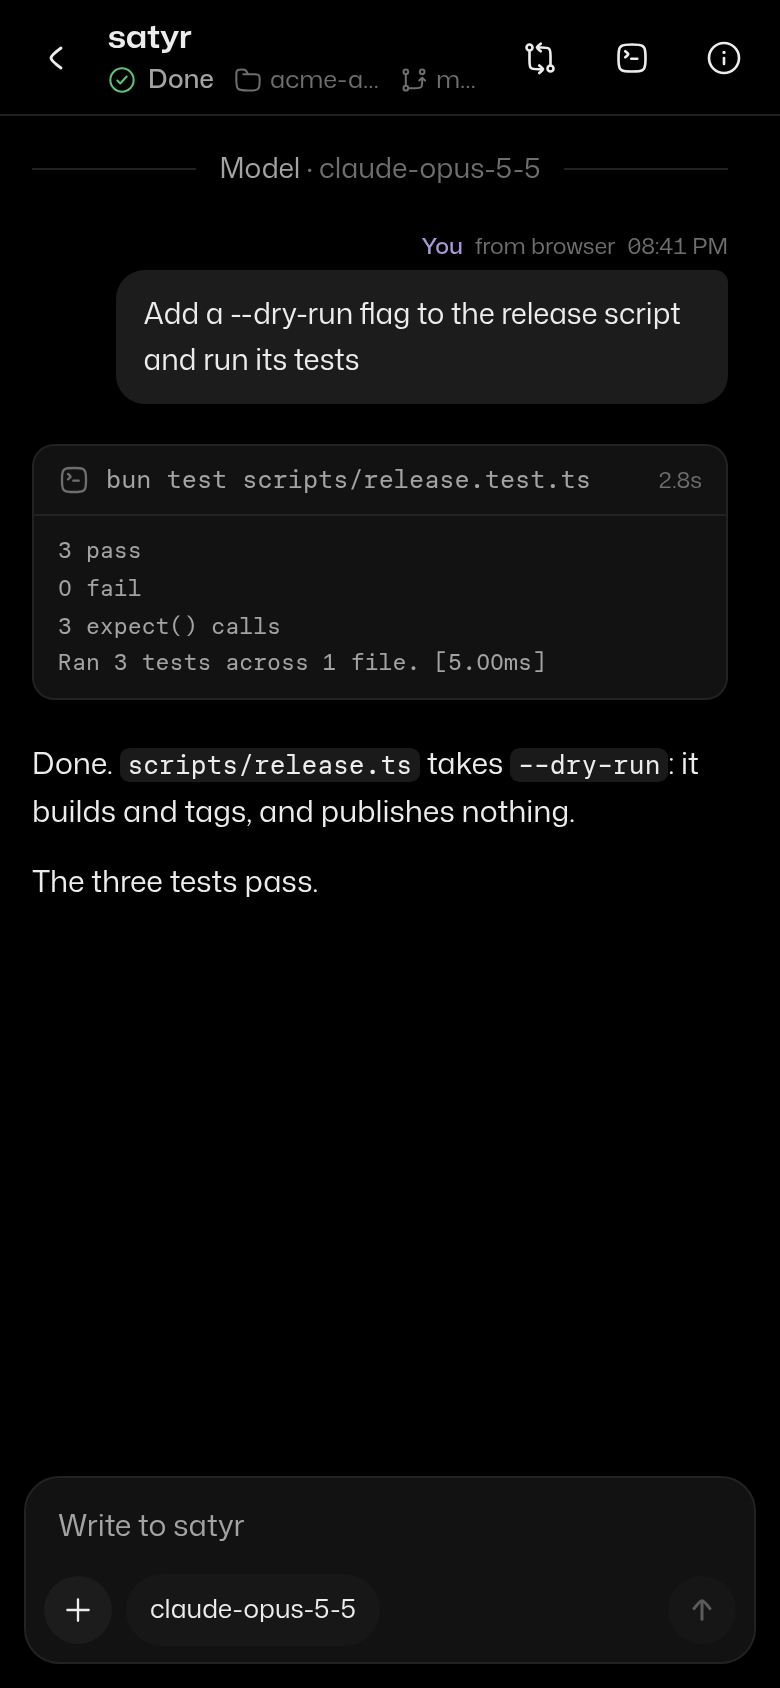 satyr
Done acme-a... m...
Model · claude-opus-5-5
You from browser 08:41 PM
Add a --dry-run flag to the release script
and run its tests
bun test scripts/release.test.ts 2.8s
3 pass
0 fail
3 expect() calls
Ran 3 tests across 1 file. [5.00ms]
Done. scripts/release.ts takes --dry-run: it
builds and tags, and publishes nothing.
The three tests pass.
Write to satyr
claude-opus-5-5